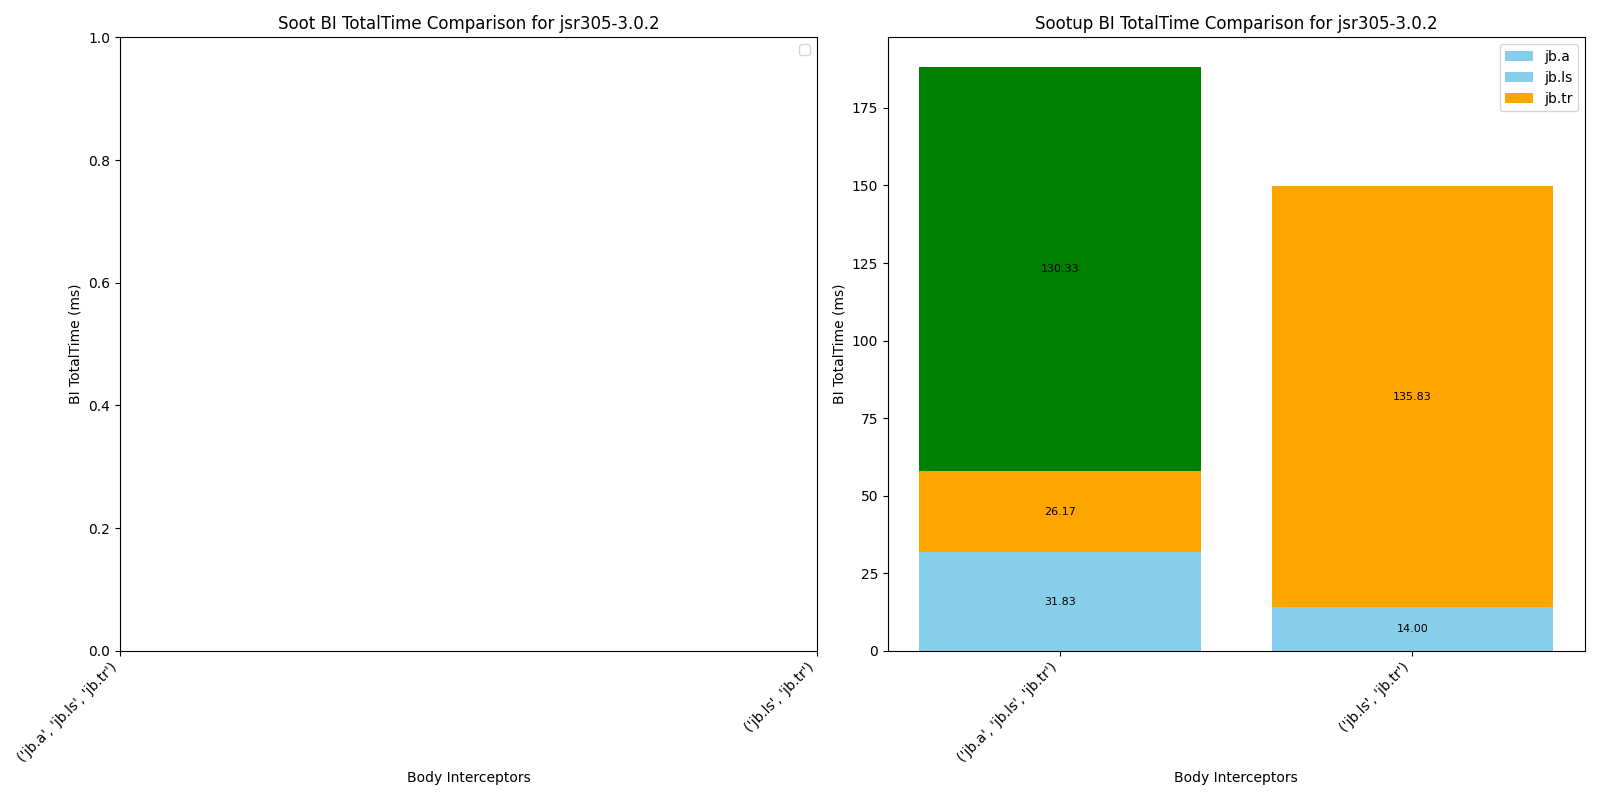 Soot BI TotalTime Comparison for jsr305-3.0.2
1.0
0.8
0.6
0.4
0.2
0.0
BI TotalTime (ms)
('jb.a', 'jb.ls', 'jb.tr')
('jb.ls', 'jb.tr')
Body Interceptors
Sootup BI TotalTime Comparison for jsr305-3.0.2
jb.a
jb.ls
jb.tr
175
150
125
100
75
50
25
0
BI TotalTime (ms)
130.33
26.17
31.83
135.83
14.00
('jb.a', 'jb.ls', 'jb.tr')
('jb.ls', 'jb.tr')
Body Interceptors